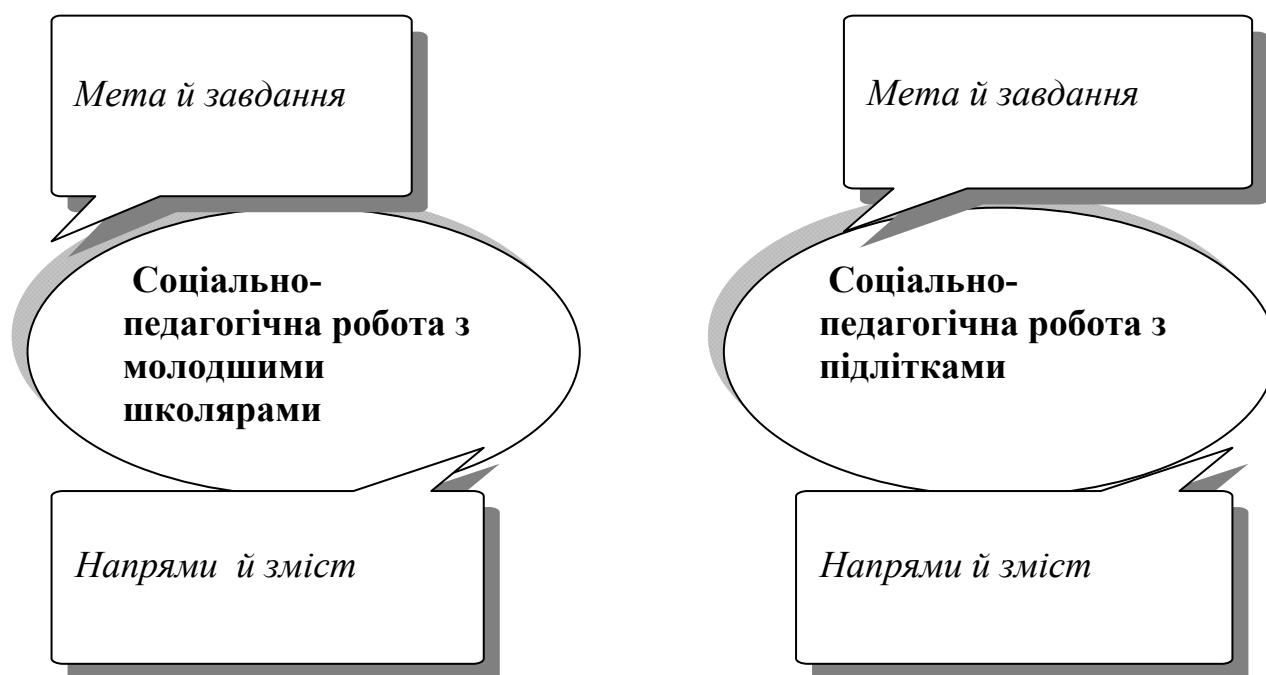 Мета й завдання
Соціально-
педагогічна робота з
молодшими
школярами
Напрями й зміст
Мета й завдання
Соціально-
педагогічна робота з
підлітками
Напрями й зміст